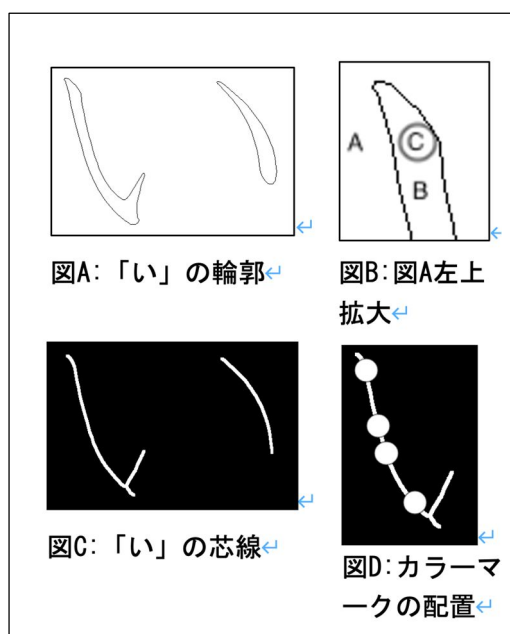 A
C
B
図A:「い」の輪郭↵
図B:図A左上
拡大↵
図C:「い」の芯線↵
図D:カラーマ
ークの配置↵